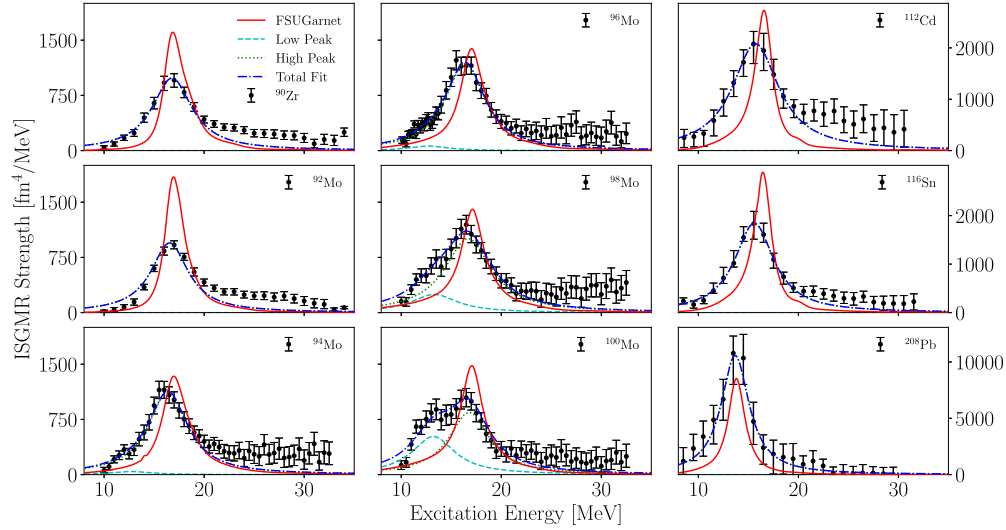 FSUGarnet
Low Peak
High Peak
Total Fit
⁹⁰Zr
⁹⁶Mo
¹¹²Cd
1500
750
0
2000
1000
0
⁹²Mo
⁹⁸Mo
¹¹⁶Sn
1500
750
0
2000
1000
0
⁹⁴Mo
¹⁰⁰Mo
²⁰⁸Pb
1500
750
0
10000
5000
0
10 20 30 10 20 30 10 20 30
ISGMR Strength [fm⁴/MeV]
Excitation Energy [MeV]